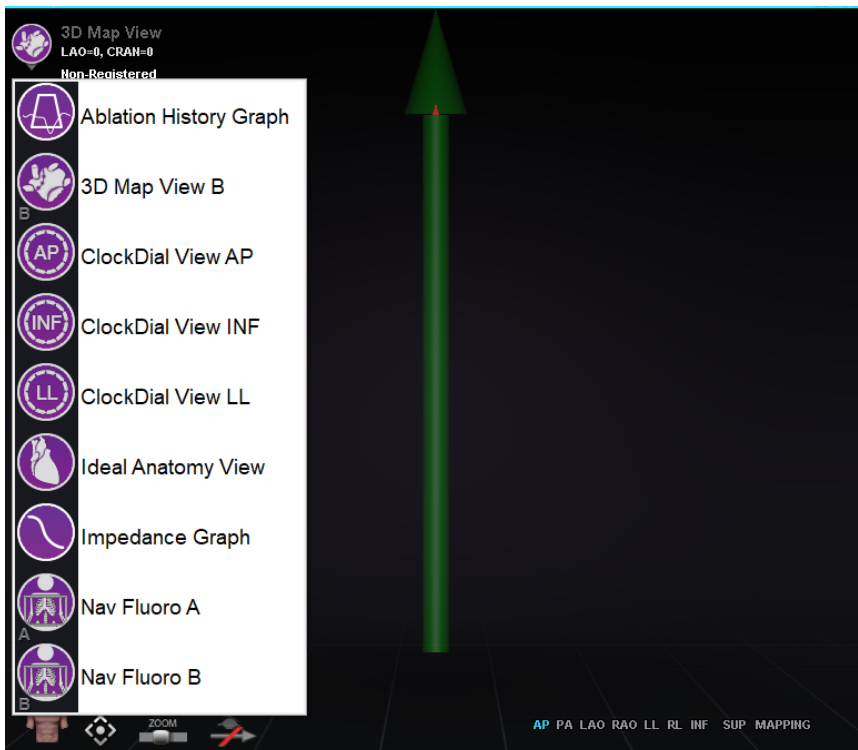 3D Map View
LAO=0, CRAN=0
Non-Registered
Ablation History Graph
3D Map View B
B
AP
ClockDial View AP
INF
ClockDial View INF
LL
ClockDial View LL
Ideal Anatomy View
Impedance Graph
Nav Fluoro A
A
Nav Fluoro B
B
ZOOM
AP PA LAO RAO LL RL INF SUP MAPPING